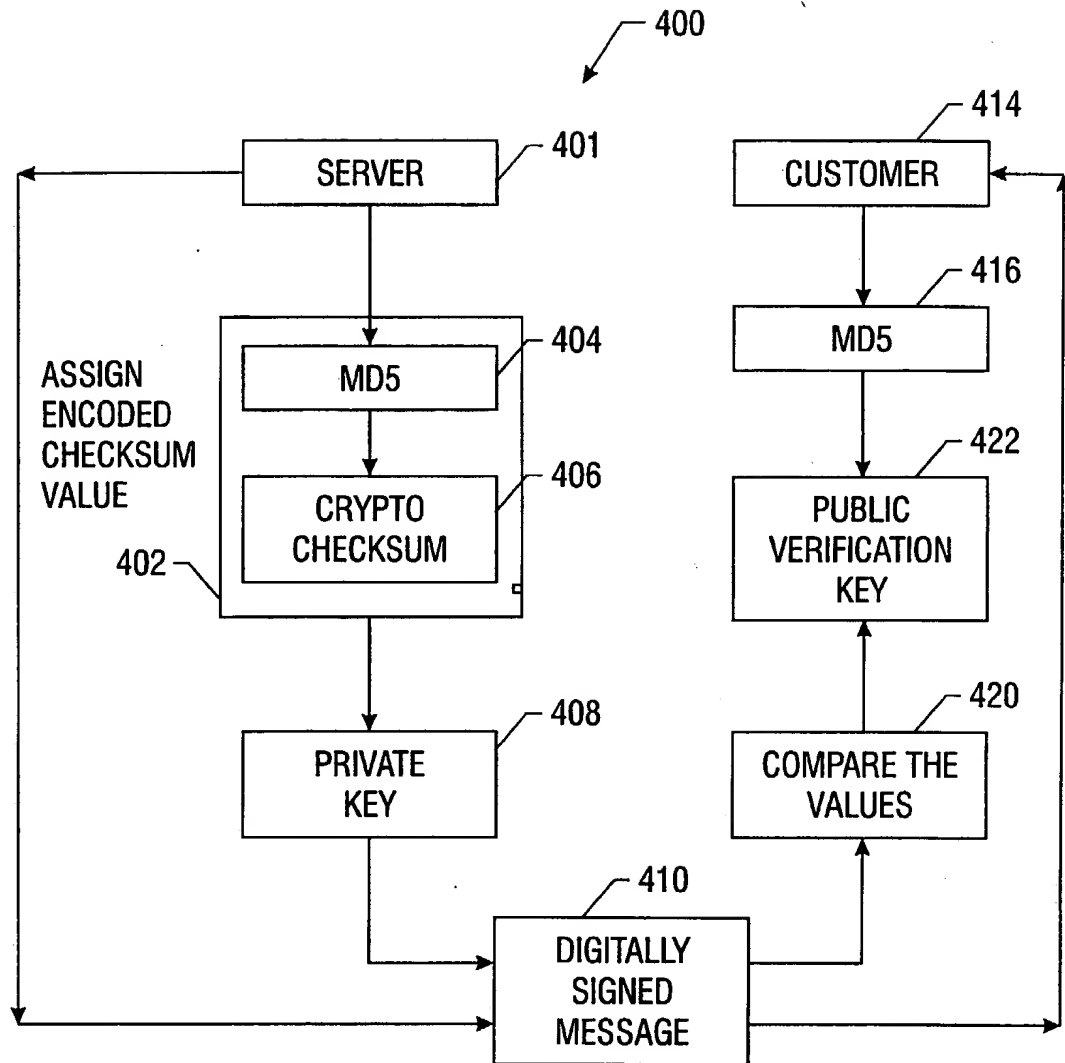 400
SERVER
401
CUSTOMER
414
MD5
404
MD5
416
ASSIGN
ENCODED
CHECKSUM
VALUE
CRYPTO
CHECKSUM
406
402
PUBLIC
VERIFICATION
KEY
422
PRIVATE
KEY
408
COMPARE THE
VALUES
420
410
DIGITALLY
SIGNED
MESSAGE